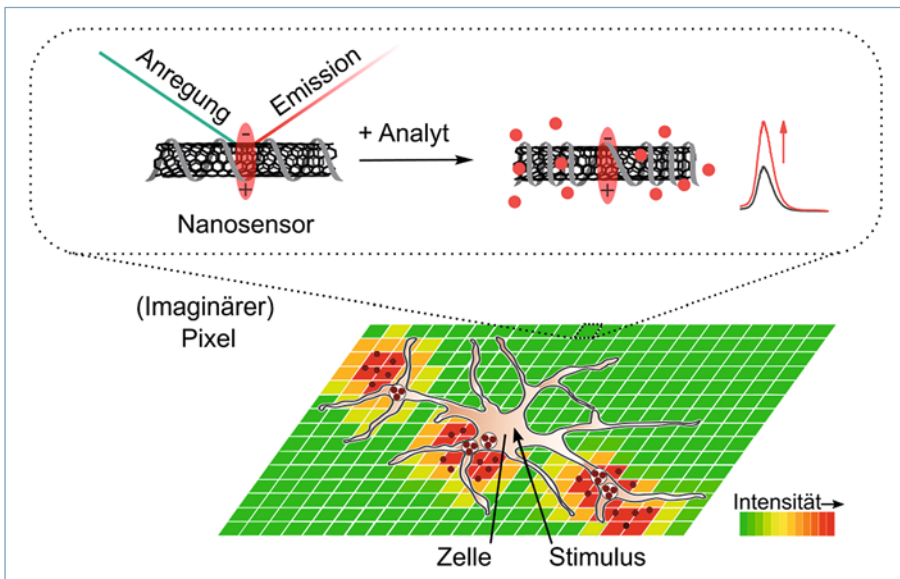 Anregung
Emission
-
+
Nanosensor
+ Analyt
-
+
(Imaginärer)
Pixel
Intensität
Zelle
Stimulus